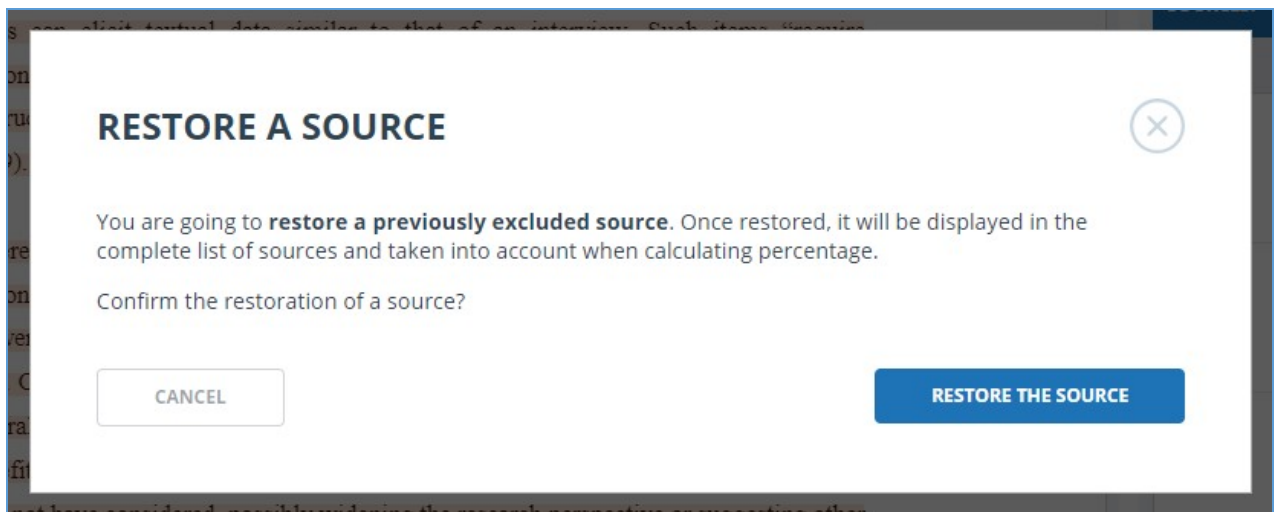 RESTORE A SOURCE
You are going to restore a previously excluded source. Once restored, it will be displayed in the
complete list of sources and taken into account when calculating percentage.
Confirm the restoration of a source?
CANCEL
RESTORE THE SOURCE